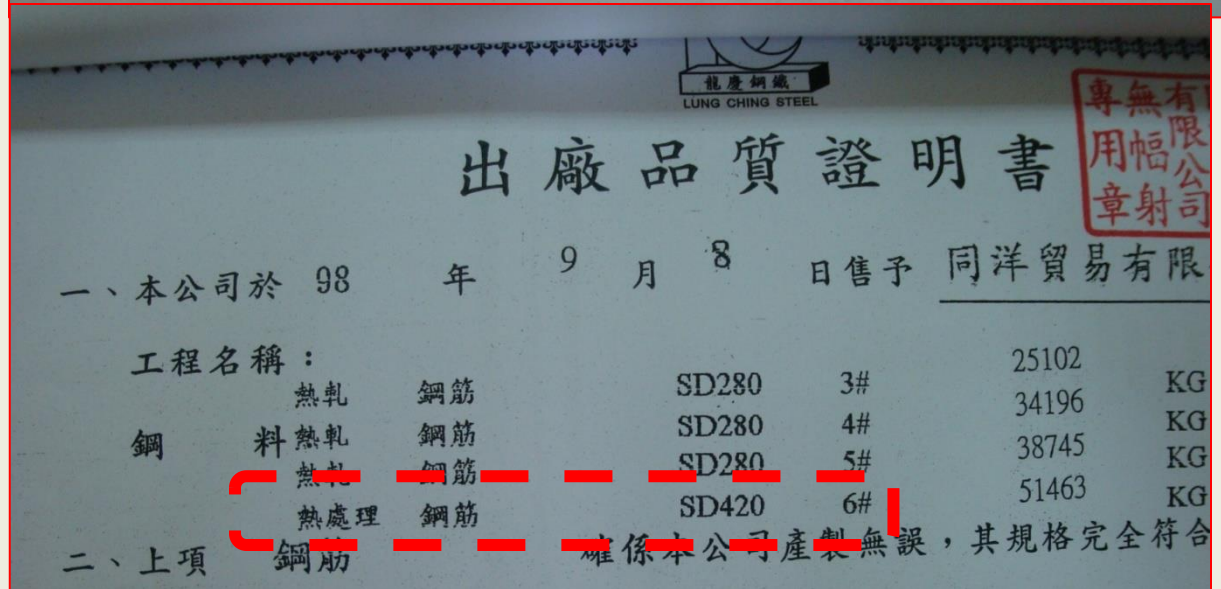 龍慶鋼鐵
LUNG CHING STEEL
出廠品質證明書
專用章
無輻射
有限公司
一、本公司於 98 年 9 月 8 日售予 同洋貿易有限
工程名稱：
熱軋 鋼筋 SD280 3# 25102 KG
鋼 料 熱軋 鋼筋 SD280 4# 34196 KG
熱軋 鋼筋 SD280 5# 38745 KG
熱處理 鋼筋 SD420 6# 51463 KG
二、上項 鋼筋 確係本公司產製無誤，其規格完全符合